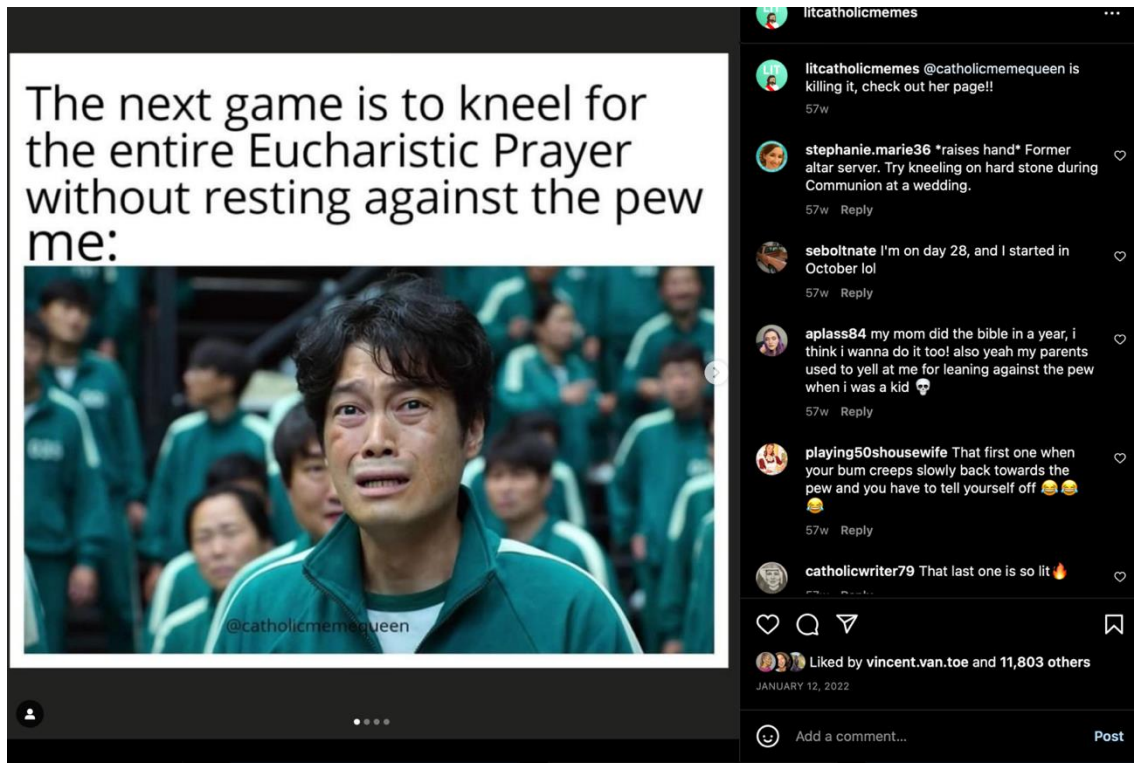 The next game is to kneel for
the entire Eucharistic Prayer
without resting against the pew
me:
@catholicmemequeen
litcatholicmemes
litcatholicmemes @catholicmemequeen is
killing it, check out her page!!
57w
stephanie.marie36 *raises hand* Former
altar server. Try kneeling on hard stone during
Communion at a wedding.
57w Reply
seboltnate I'm on day 28, and I started in
October lol
57w Reply
aplass84 my mom did the bible in a year, i
think i wanna do it too! also yeah my parents
used to yell at me for leaning against the pew
when i was a kid 💀
57w Reply
playing50shousewife That first one when
your bum creeps slowly back towards the
pew and you have to tell yourself off 😂😂
😂
57w Reply
catholicwriter79 That last one is so lit🔥
Liked by vincent.van.toe and 11,803 others
JANUARY 12, 2022
Add a comment...
Post